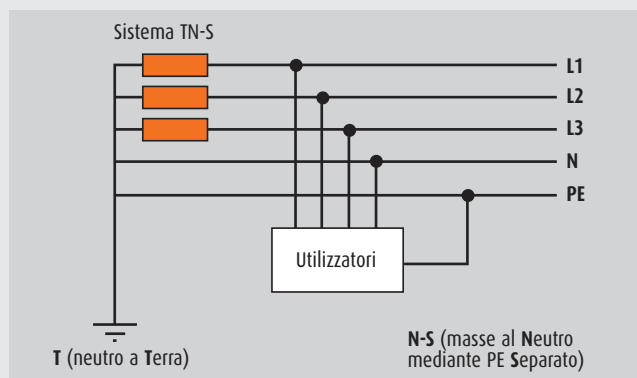 Sistema TN-S
L1
L2
L3
N
PE
Utilizzatori
T (neutro a Terra)
N-S (masse al Neutro
mediante PE Separato)